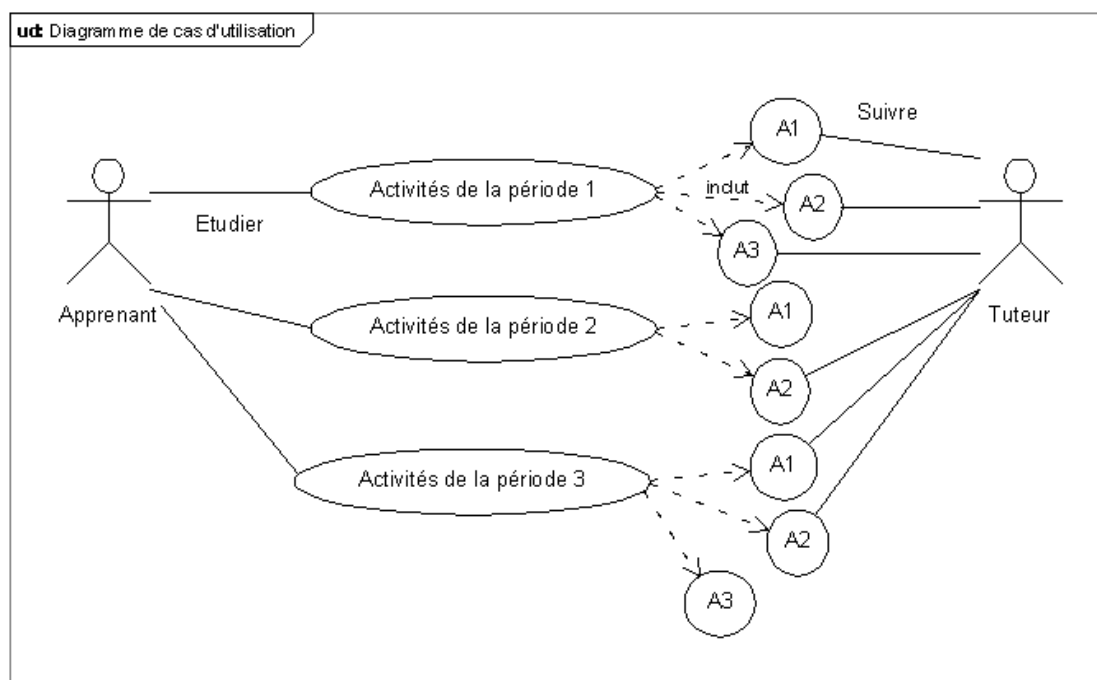 ud: Diagramme de cas d'utilisation
A1
Suivre
Activités de la période 1
inclut
A2
Etudier
A3
Apprenant
Tuteur
A1
Activités de la période 2
A2
A1
Activités de la période 3
A2
A3